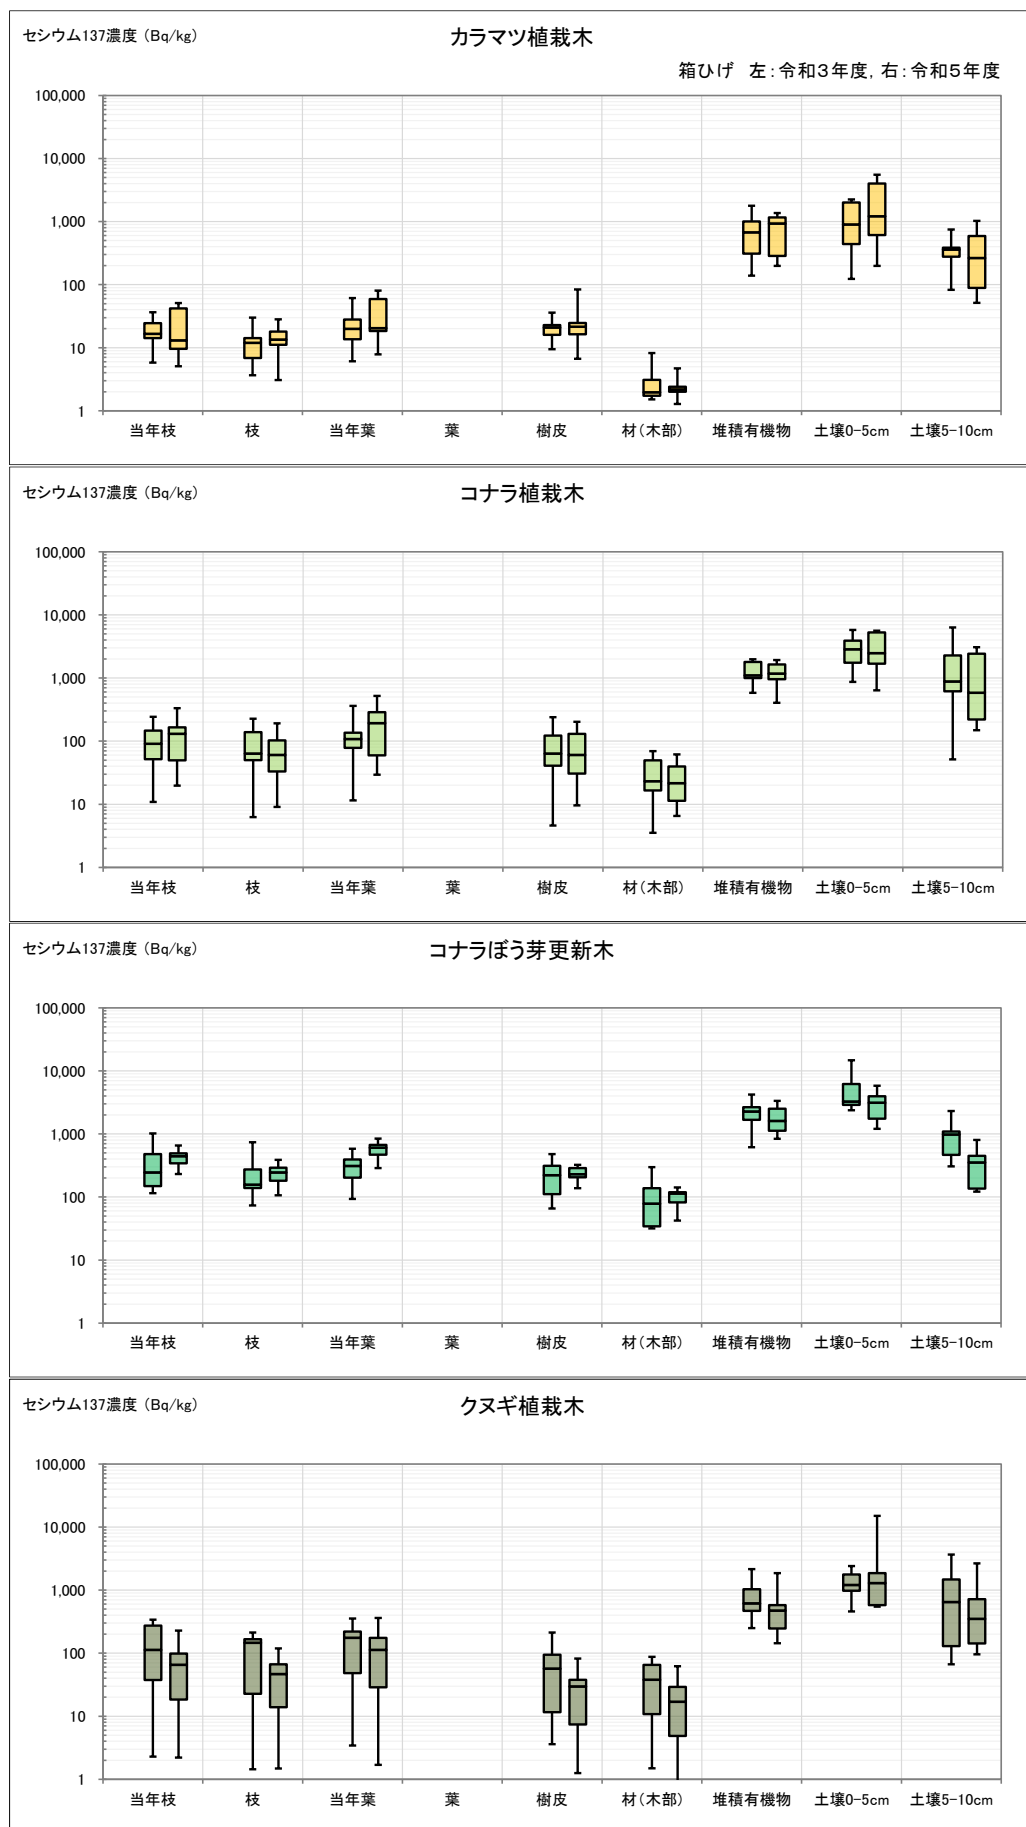 セシウム137濃度（Bq/kg）
カラマツ植栽木
箱ひげ　左：令和３年度，右：令和５年度
100,000
10,000
1,000
100
10
1
当年枝 枝 当年葉 葉 樹皮 材（木部） 堆積有機物 土壌0-5cm 土壌5-10cm
セシウム137濃度（Bq/kg）
コナラ植栽木
100,000
10,000
1,000
100
10
1
当年枝 枝 当年葉 葉 樹皮 材（木部） 堆積有機物 土壌0-5cm 土壌5-10cm
セシウム137濃度（Bq/kg）
コナラぼう芽更新木
100,000
10,000
1,000
100
10
1
当年枝 枝 当年葉 葉 樹皮 材（木部） 堆積有機物 土壌0-5cm 土壌5-10cm
セシウム137濃度（Bq/kg）
クヌギ植栽木
100,000
10,000
1,000
100
10
1
当年枝 枝 当年葉 葉 樹皮 材（木部） 堆積有機物 土壌0-5cm 土壌5-10cm